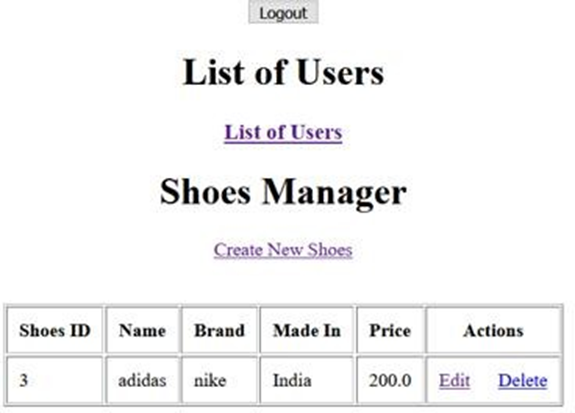 Logout
List of Users
List of Users
Shoes Manager
Create New Shoes
Shoes ID Name Brand Made In Price Actions
3 adidas nike India 200.0 Edit Delete